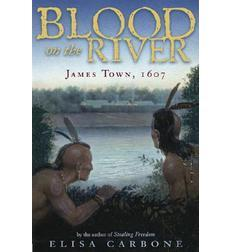 BLOOD
on the
RIVER
JAMES TOWN, 1607
by the author of Stealing Freedom
ELISA CARBONE